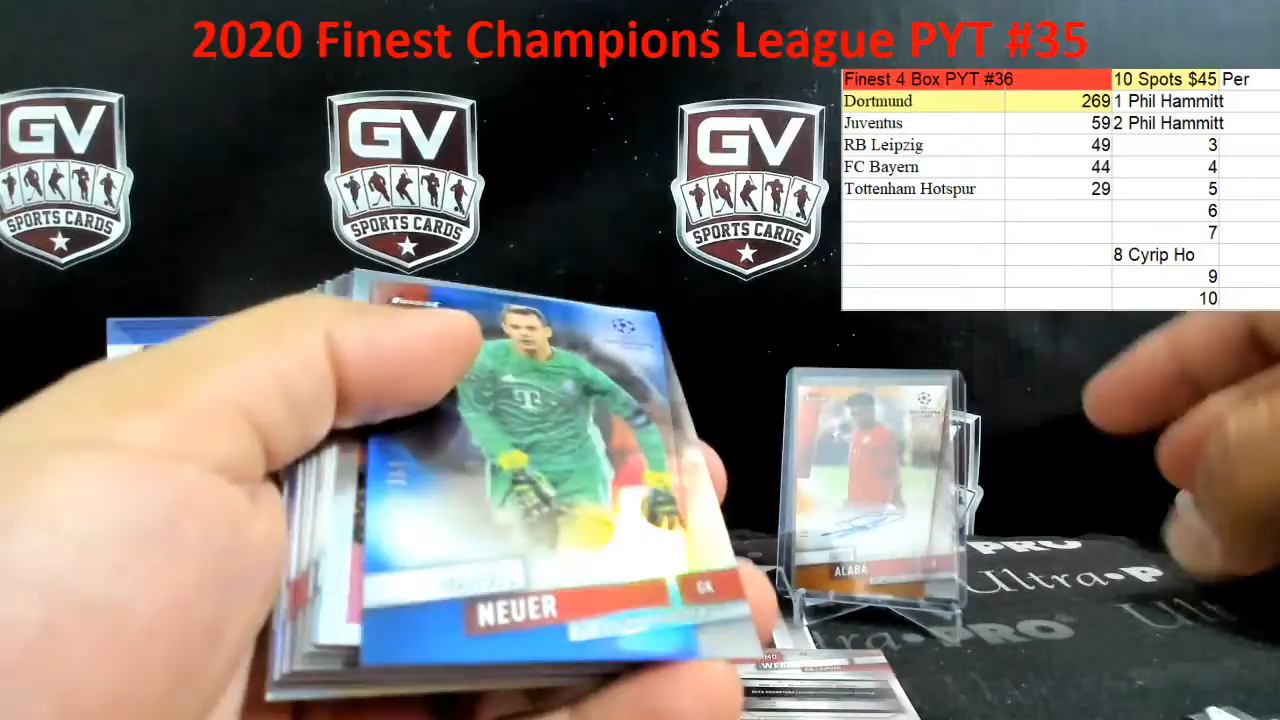 2020 Finest Champions League PYT #35
Finest 4 Box PYT #36 10 Spots $45 Per
Dortmund 269 1 Phil Hammitt
Juventus 59 2 Phil Hammitt
RB Leipzig 49 3
FC Bayern 44 4
Tottenham Hotspur 29 5
6
7
8 Cyrip Ho
9
10
GV
SPORTS CARDS
GV
SPORTS CARDS
GV
SPORTS CARDS
Finest
T
NEUER
GK
ALABA
PRO
Ultra•P
Ultra•PRO